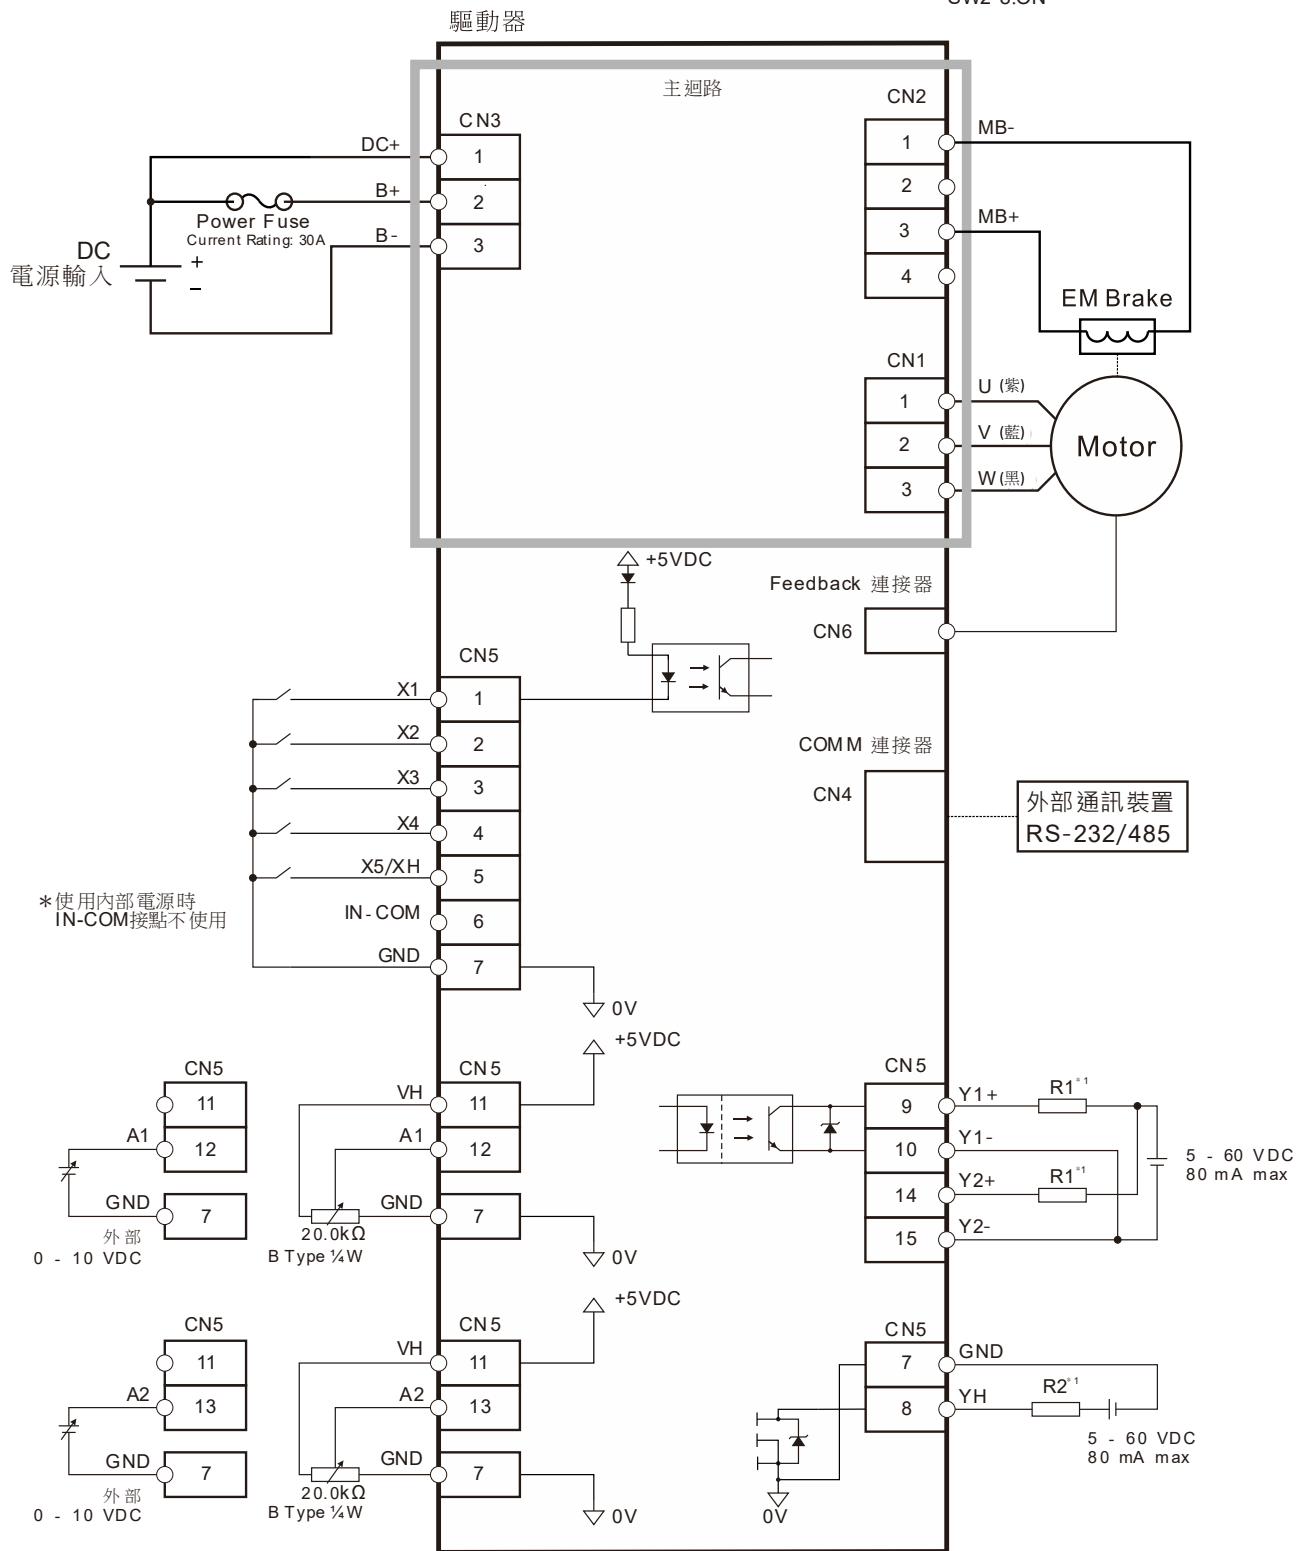 驅動器
主迴路
CN3
DC+
1
B+
2
Power Fuse
Current Rating: 30A
B-
3
DC
電源輸入
+
−
CN2
1
MB-
2
3
MB+
4
EM Brake
CN1
1
U (紫)
2
V (藍)
3
W (黑)
Motor
+5VDC
Feedback 連接器
CN6
CN5
X1
1
X2
2
X3
3
X4
4
X5/XH
5
IN-COM
6
GND
7
0V
*使用內部電源時
IN-COM接點不使用
COMM 連接器
CN4
外部通訊裝置
RS-232/485
CN5
11
A1
12
GND
7
外部
0 - 10 VDC
CN5
VH
11
A1
12
GND
7
20.0kΩ
B Type ¼W
+5VDC
0V
CN5
9
Y1+
R1*1
10
Y1-
14
Y2+
R1*1
15
Y2-
5 - 60 VDC
80 mA max
CN5
11
A2
13
GND
7
外部
0 - 10 VDC
CN5
VH
11
A2
13
GND
7
20.0kΩ
B Type ¼W
+5VDC
0V
CN5
7
GND
8
YH
R2*1
5 - 60 VDC
80 mA max
0V